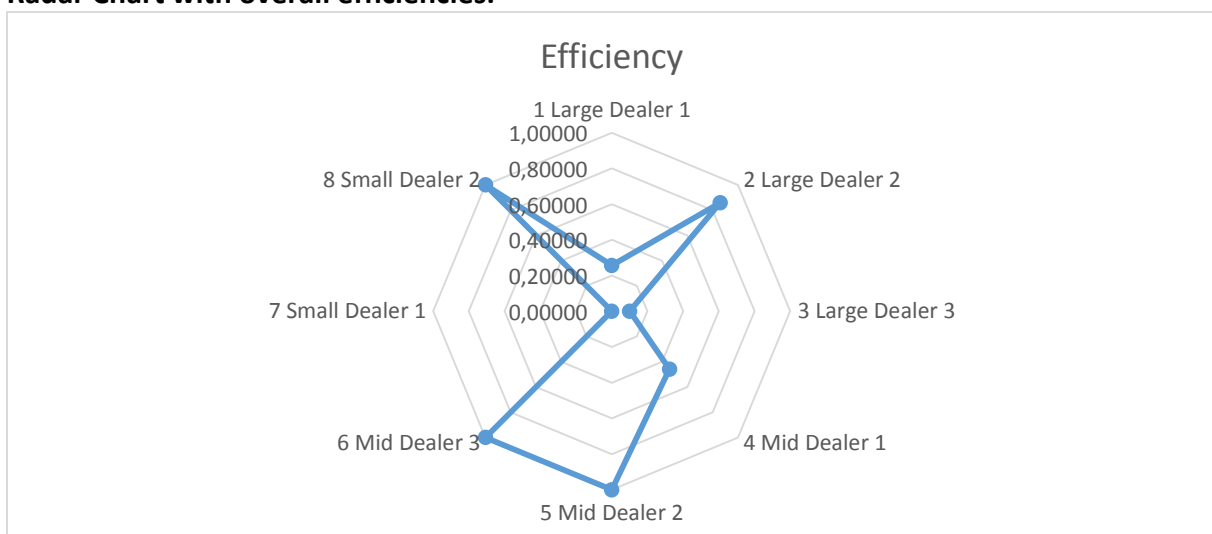 Radar Chart with overall efficiencies:
Efficiency
1 Large Dealer 1
1,00000
0,80000
0,60000
0,40000
0,20000
0,00000
2 Large Dealer 2
3 Large Dealer 3
4 Mid Dealer 1
5 Mid Dealer 2
6 Mid Dealer 3
7 Small Dealer 1
8 Small Dealer 2